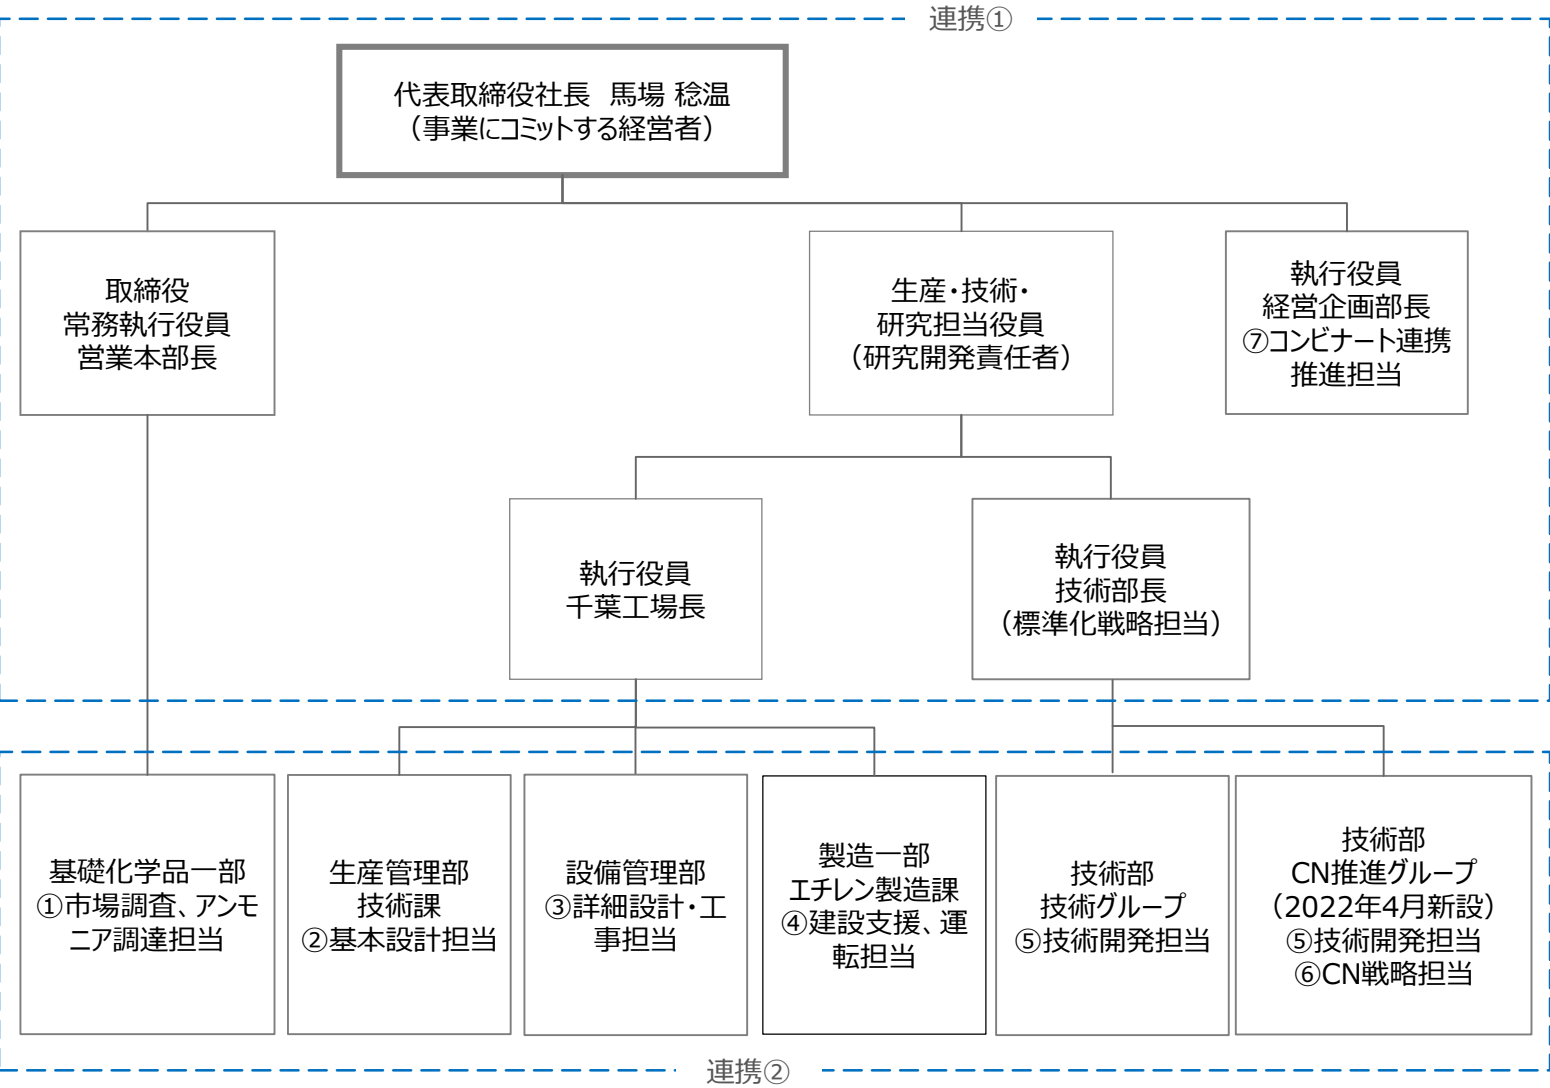 連携①
代表取締役社長 馬場 稔温
（事業にコミットする経営者）
取締役
常務執行役員
営業本部長
生産・技術・
研究担当役員
（研究開発責任者）
執行役員
経営企画部長
⑦コンビナート連携
推進担当
執行役員
千葉工場長
執行役員
技術部長
（標準化戦略担当）
基礎化学品一部
①市場調査、アンモ
ニア調達担当
生産管理部
技術課
②基本設計担当
設備管理部
③詳細設計・工
事担当
製造一部
エチレン製造課
④建設支援、運
転担当
技術部
技術グループ
⑤技術開発担当
技術部
CN推進グループ
（2022年4月新設）
⑤技術開発担当
⑥CN戦略担当
連携②